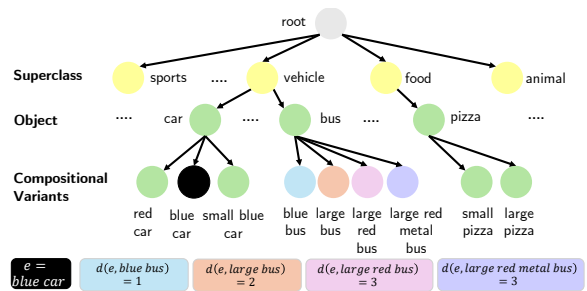 root
Superclass sports .... vehicle food animal
Object .... car .... bus .... pizza ....
Compositional
Variants
red car
blue car
small blue car
blue bus
large bus
large red bus
large red metal bus
small pizza
large pizza
e = blue car
d(e, blue bus) = 1
d(e, large bus) = 2
d(e, large red bus) = 3
d(e, large red metal bus) = 3